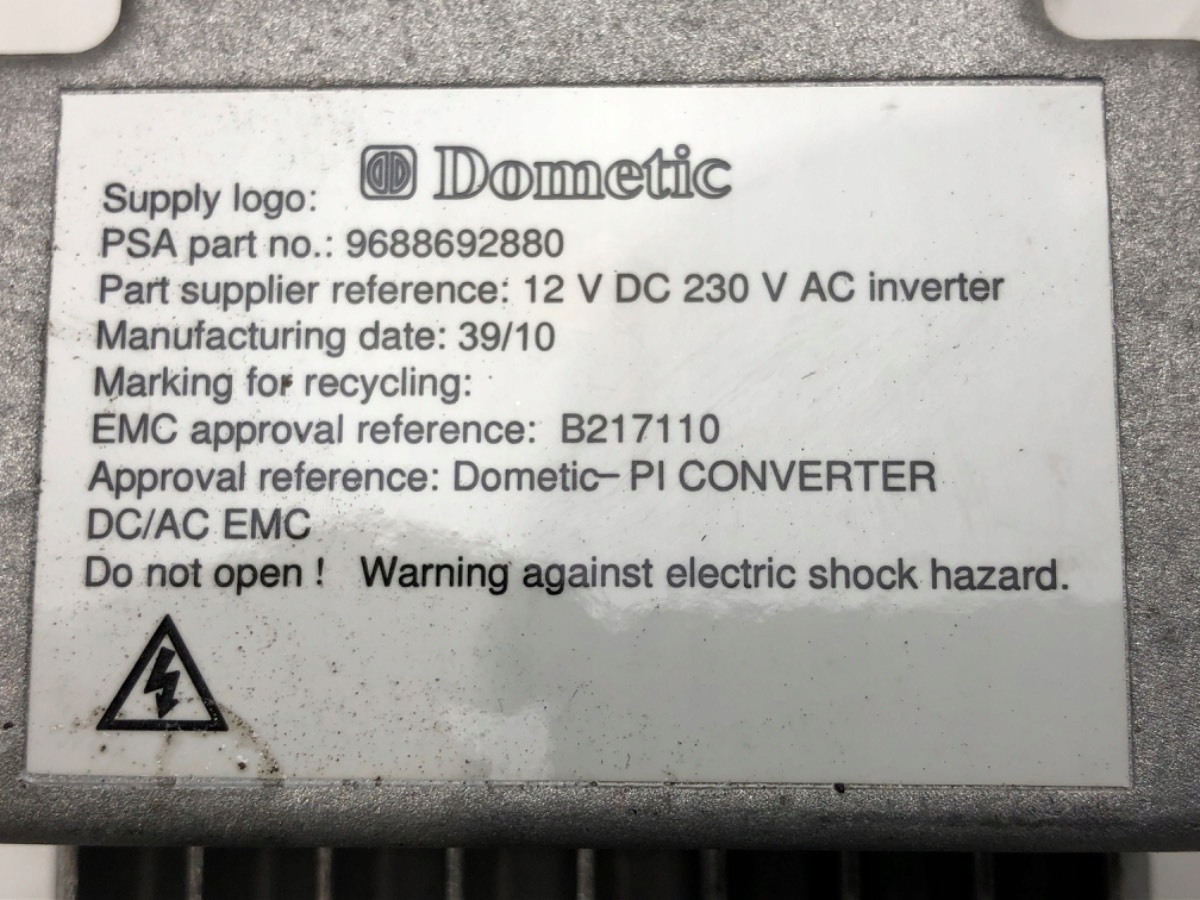 Supply logo: Dometic
PSA part no.: 9688692880
Part supplier reference: 12 V DC 230 V AC inverter
Manufacturing date: 39/10
Marking for recycling:
EMC approval reference: B217110
Approval reference: Dometic– PI CONVERTER
DC/AC EMC
Do not open ! Warning against electric shock hazard.